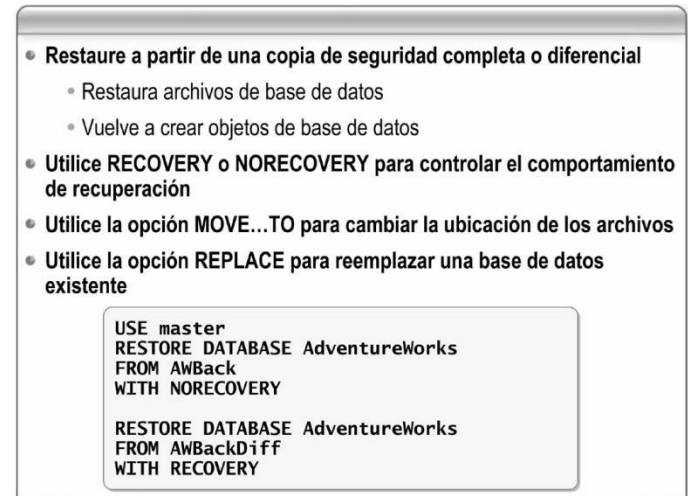 Restaure a partir de una copia de seguridad completa o diferencial
Restaura archivos de base de datos
Vuelve a crear objetos de base de datos
Utilice RECOVERY o NORECOVERY para controlar el comportamiento
de recuperación
Utilice la opción MOVE…TO para cambiar la ubicación de los archivos
Utilice la opción REPLACE para reemplazar una base de datos
existente
USE master
RESTORE DATABASE AdventureWorks
FROM AWBack
WITH NORECOVERY
RESTORE DATABASE AdventureWorks
FROM AWBackDiff
WITH RECOVERY